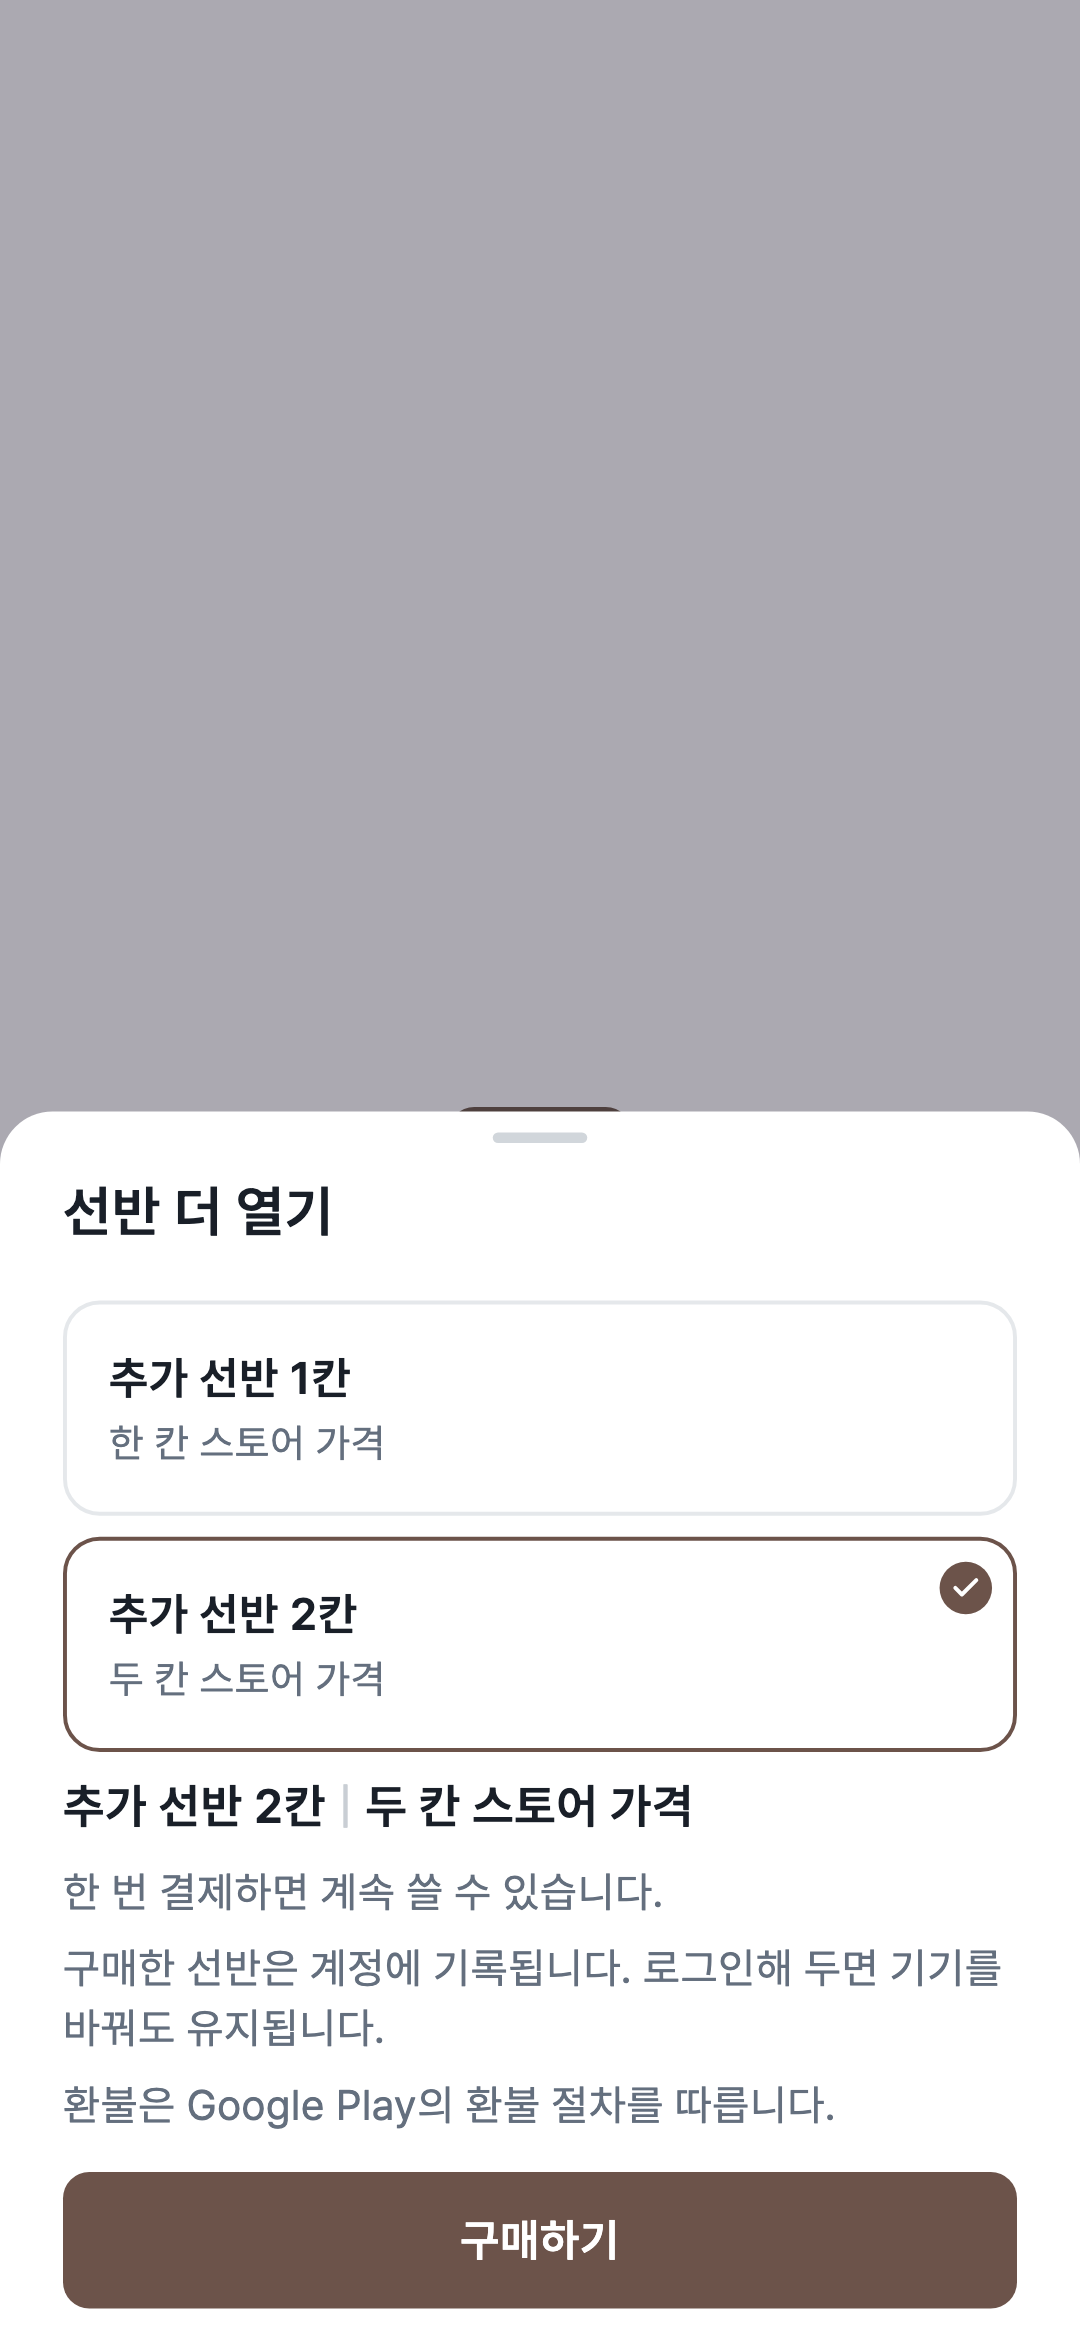 선반 더 열기
추가 선반 1칸
한 칸 스토어 가격
추가 선반 2칸
두 칸 스토어 가격
추가 선반 2칸 | 두 칸 스토어 가격
한 번 결제하면 계속 쓸 수 있습니다.
구매한 선반은 계정에 기록됩니다. 로그인해 두면 기기를
바꿔도 유지됩니다.
환불은 Google Play의 환불 절차를 따릅니다.
구매하기